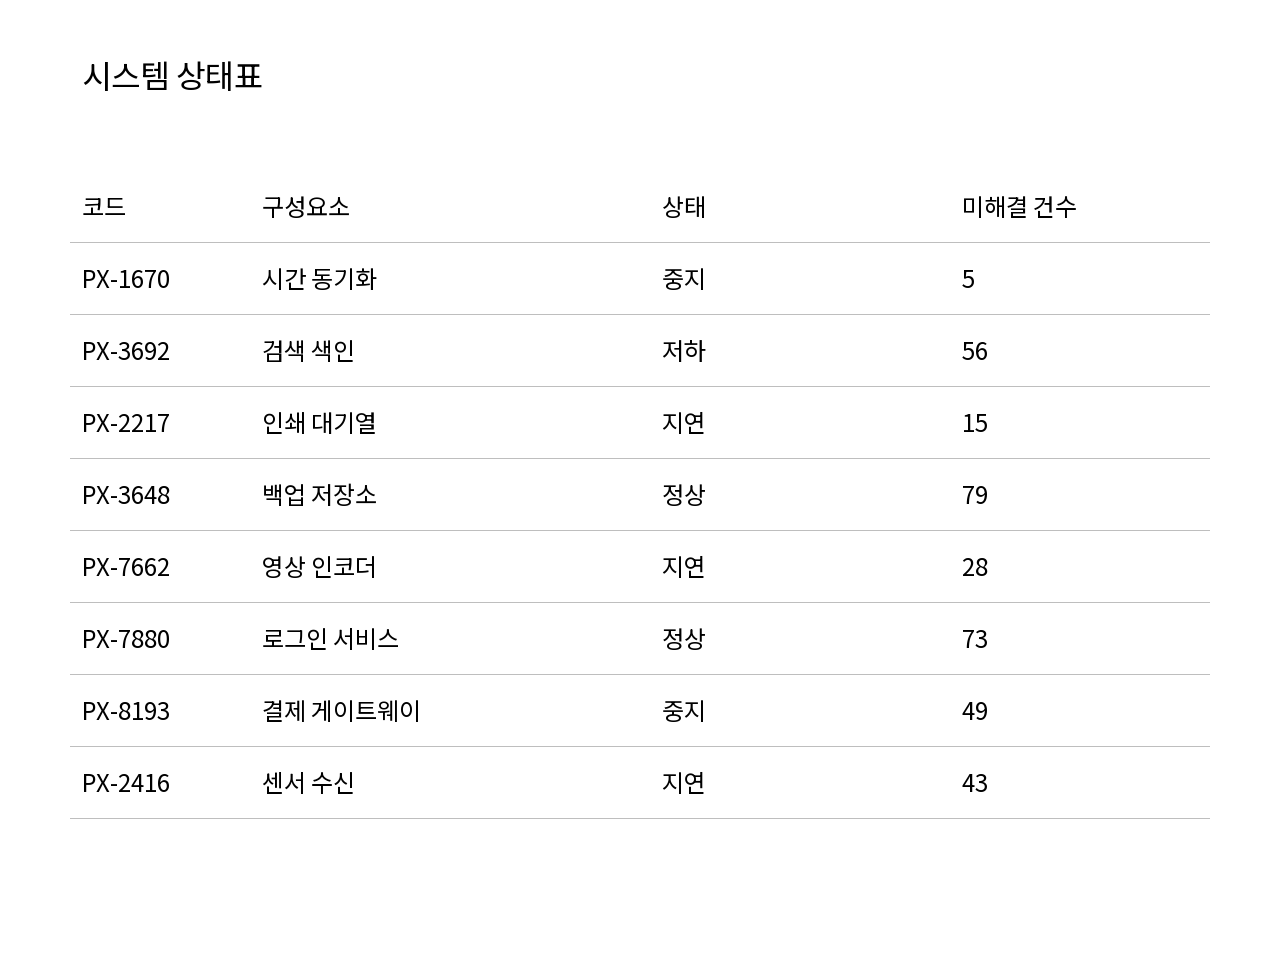 시스템 상태표
코드 구성요소 상태 미해결 건수
PX-1670 시간 동기화 중지 5
PX-3692 검색 색인 저하 56
PX-2217 인쇄 대기열 지연 15
PX-3648 백업 저장소 정상 79
PX-7662 영상 인코더 지연 28
PX-7880 로그인 서비스 정상 73
PX-8193 결제 게이트웨이 중지 49
PX-2416 센서 수신 지연 43